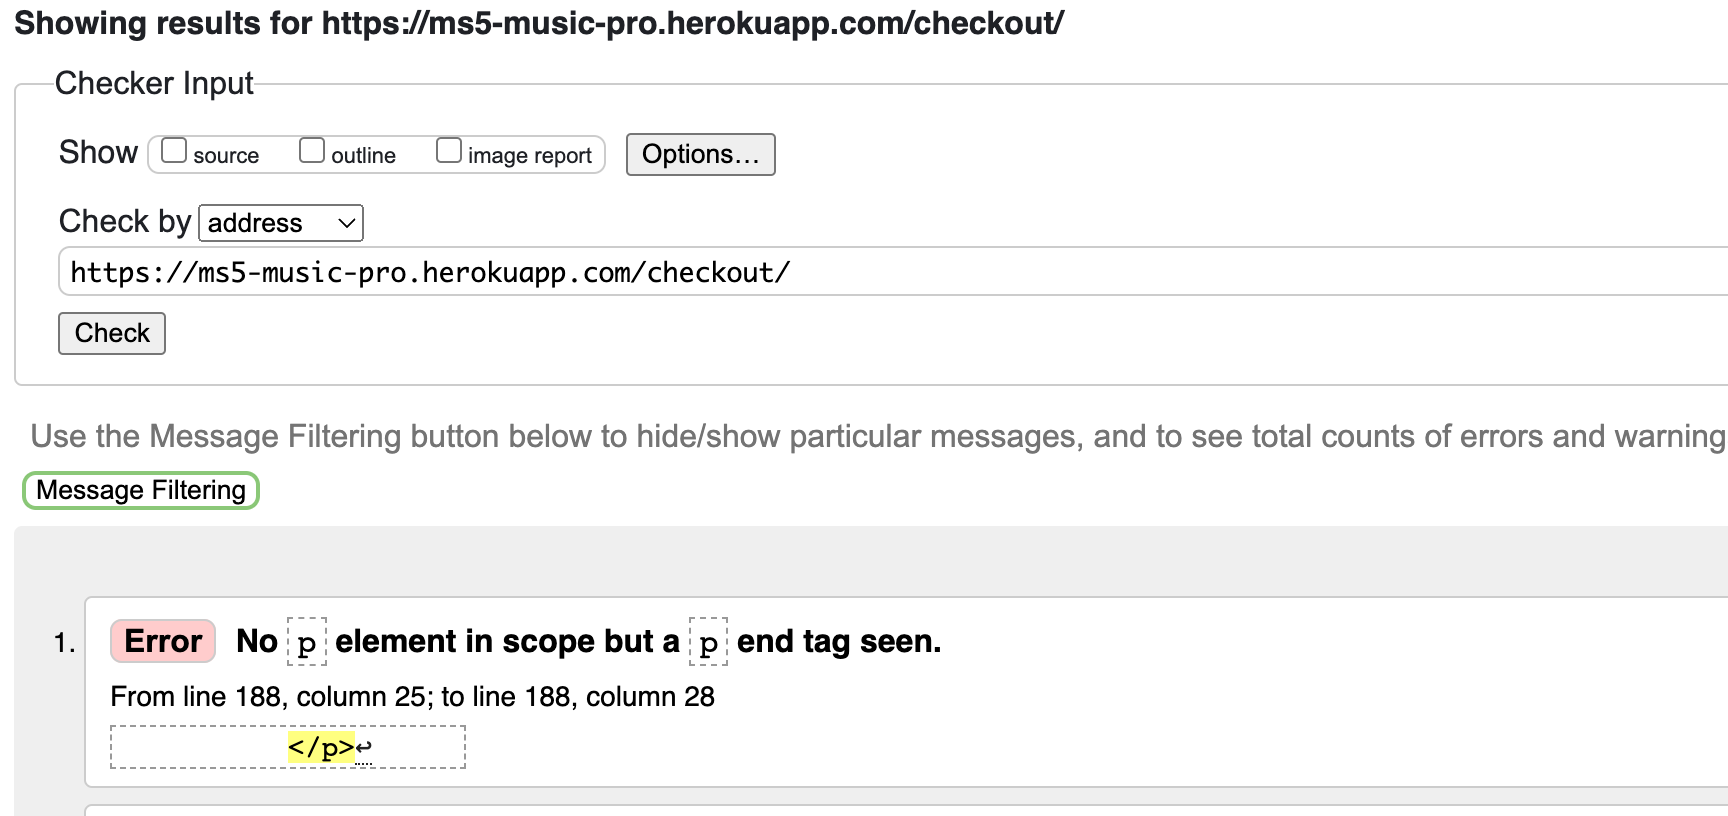 Showing results for https://ms5-music-pro.herokuapp.com/checkout/
Checker Input
Show source outline image report Options…
Check by address
https://ms5-music-pro.herokuapp.com/checkout/
Check
Use the Message Filtering button below to hide/show particular messages, and to see total counts of errors and warning
Message Filtering
1. Error No p element in scope but a p end tag seen.
From line 188, column 25; to line 188, column 28
</p>↩